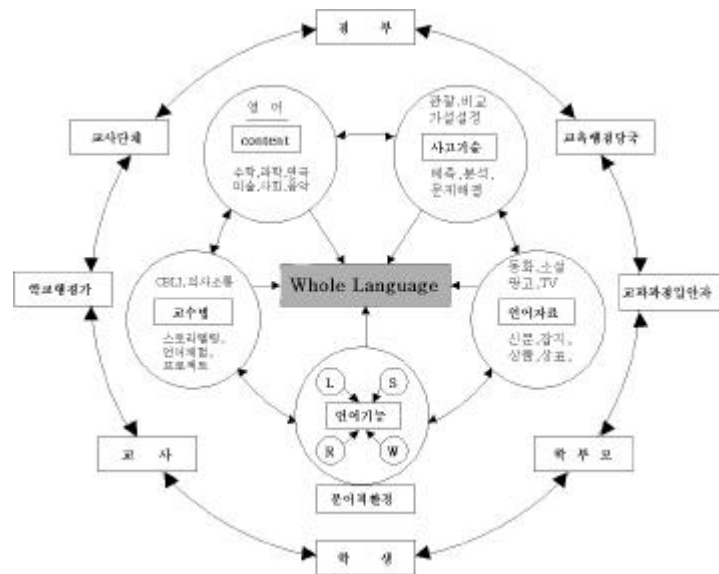 정 부
교사단체
교육행정당국
영 어
content
수학,과학,연극
미술,사회,음악
관찰,비교
가설설정
사고기술
예측,분석,
문제해결
학교행정가
교과과정입안자
CBLI,의사소통
교수법
스토리텔링,
언어체험,
프로젝트
Whole Language
동화,소설
광고,TV
언어자료
신문,잡지,
상품,상표,
L
S
언어기능
R
W
교 사
학 부 모
문어적환경
학 생